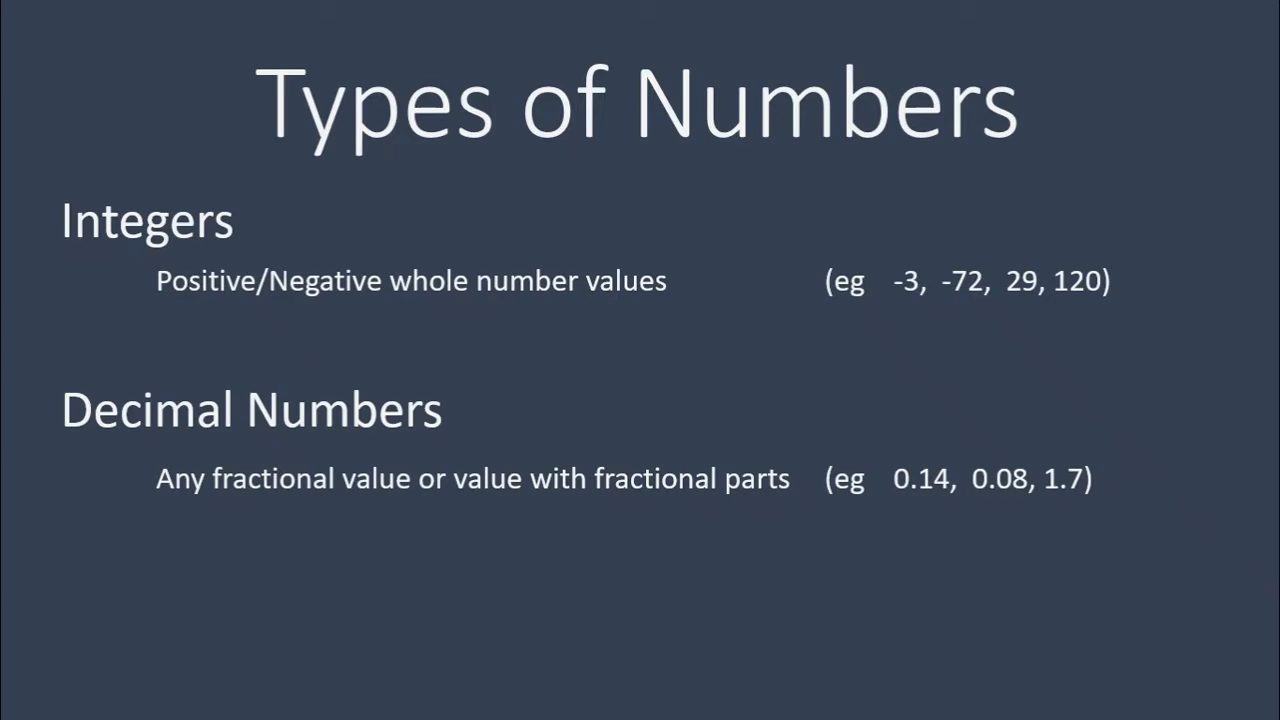 Types of Numbers
Integers
Positive/Negative whole number values (eg -3, -72, 29, 120)
Decimal Numbers
Any fractional value or value with fractional parts (eg 0.14, 0.08, 1.7)